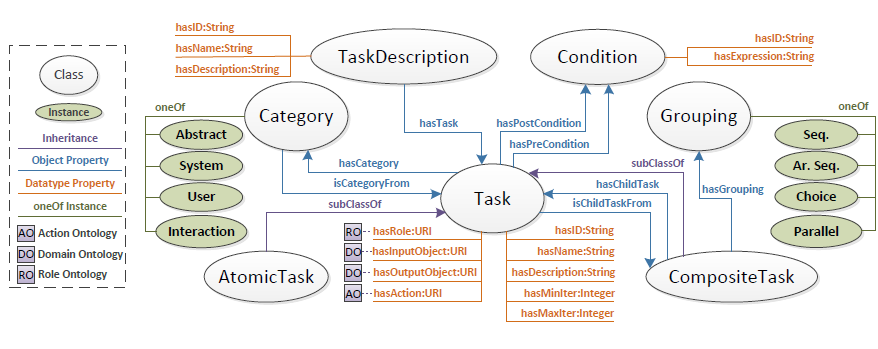 hasID:String
hasName:String
hasDescription:String
TaskDescription
Condition
hasID:String
hasExpression:String
Class
Instance
Inheritance
Object Property
Datatype Property
oneOf Instance
AO Action Ontology
DO Domain Ontology
RO Role Ontology
oneOf
Category
Abstract
System
User
Interaction
hasTask
hasPostCondition
hasPreCondition
Grouping
oneOf
Seq.
Ar. Seq.
Choice
Parallel
hasCategory
isCategoryFrom
subClassOf
Task
subClassOf
hasChildTask
isChildTaskFrom
hasGrouping
AtomicTask
RO hasRole:URI
DO hasInputObject:URI
DO hasOutputObject:URI
AO hasAction:URI
hasID:String
hasName:String
hasDescription:String
hasMinIter:Integer
hasMaxIter:Integer
CompositeTask